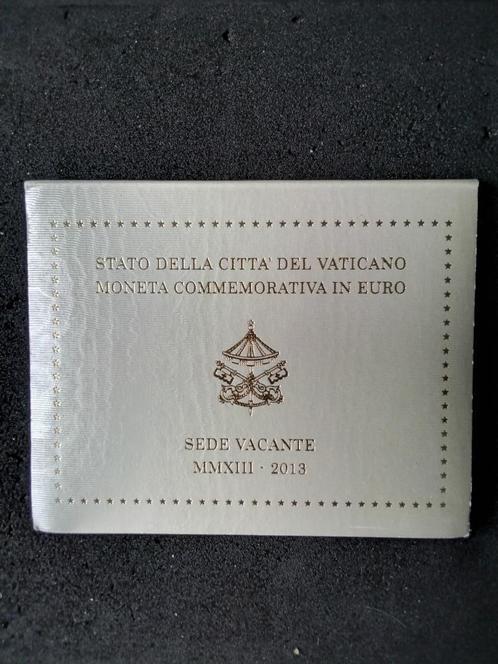 STATO DELLA CITTA' DEL VATICANO
MONETA COMMEMORATIVA IN EURO
SEDE VACANTE
MMXIII · 2013